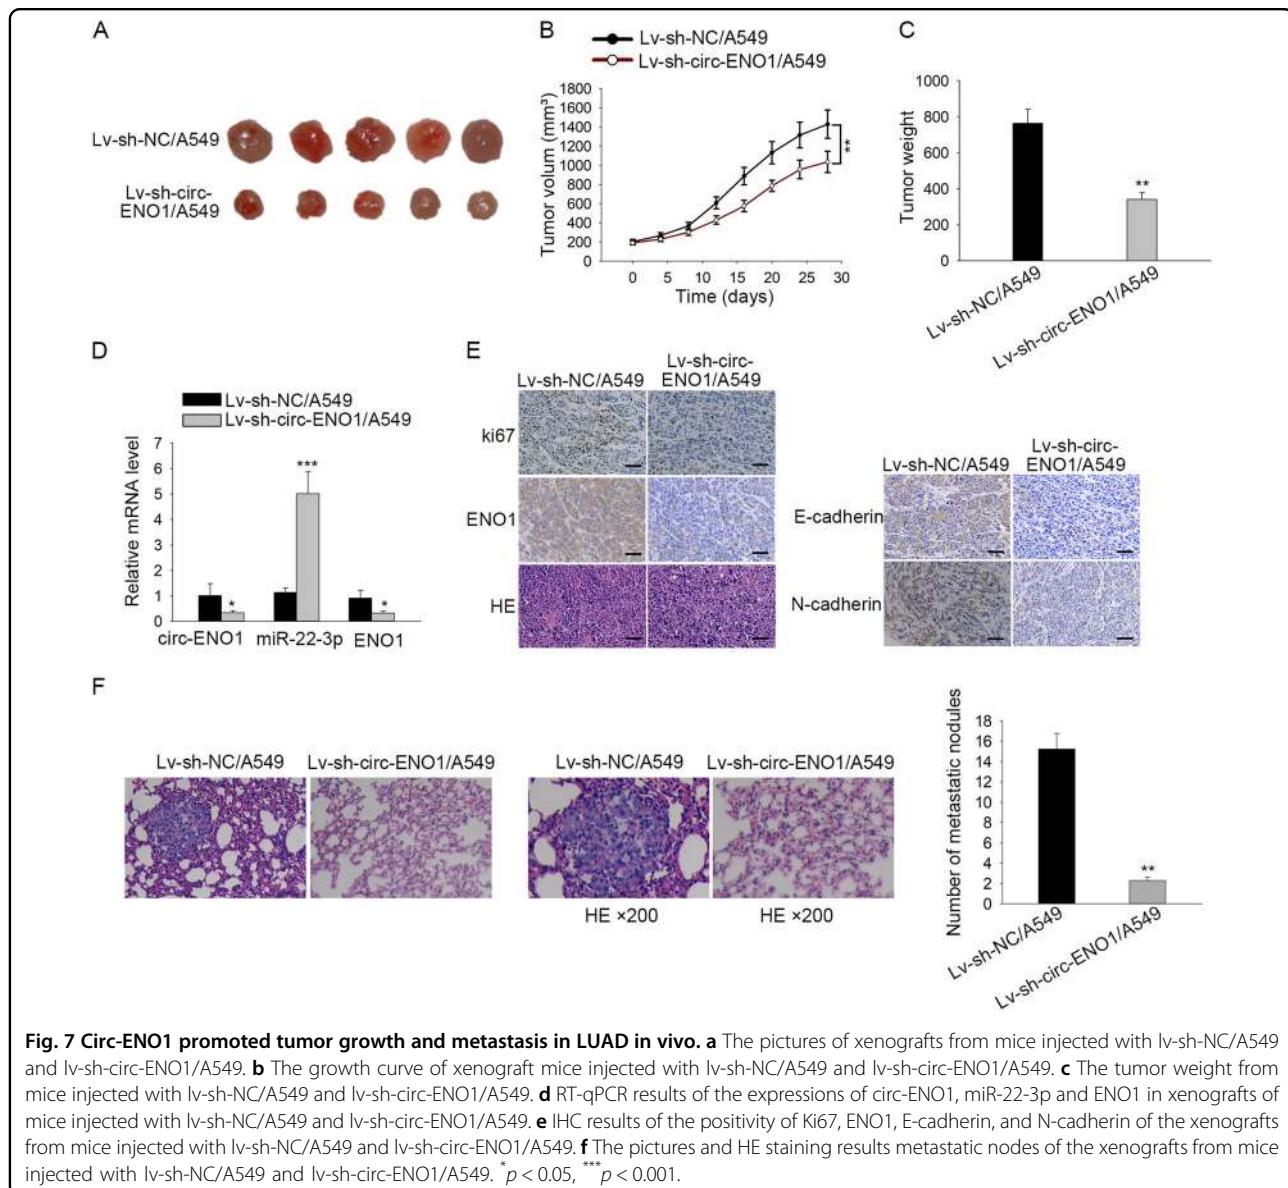 A
Lv-sh-NC/A549
Lv-sh-circ-
ENO1/A549
B
Lv-sh-NC/A549
Lv-sh-circ-ENO1/A549
Tumor volum (mm³)
1800
1600
1400
1200
1000
800
600
400
200
0
**
0 5 10 15 20 25 30
Time (days)
C
Tumor weight
1000
800
600
400
200
0
**
Lv-sh-NC/A549
Lv-sh-circ-ENO1/A549
D
Lv-sh-NC/A549
Lv-sh-circ-ENO1/A549
Relative mRNA level
7
6
5
4
3
2
1
0
*
***
*
circ-ENO1 miR-22-3p ENO1
E
Lv-sh-NC/A549
Lv-sh-circ-
ENO1/A549
ki67
ENO1
HE
Lv-sh-NC/A549
Lv-sh-circ-
ENO1/A549
E-cadherin
N-cadherin
F
Lv-sh-NC/A549 Lv-sh-circ-ENO1/A549
Lv-sh-NC/A549 Lv-sh-circ-ENO1/A549
HE ×200 HE ×200
Number of metastatic nodules
18
16
14
12
10
8
6
4
2
0
**
Lv-sh-NC/A549
Lv-sh-circ-ENO1/A549
Fig. 7 Circ-ENO1 promoted tumor growth and metastasis in LUAD in vivo. a The pictures of xenografts from mice injected with lv-sh-NC/A549
and lv-sh-circ-ENO1/A549. b The growth curve of xenograft mice injected with lv-sh-NC/A549 and lv-sh-circ-ENO1/A549. c The tumor weight from
mice injected with lv-sh-NC/A549 and lv-sh-circ-ENO1/A549. d RT-qPCR results of the expressions of circ-ENO1, miR-22-3p and ENO1 in xenografts of
mice injected with lv-sh-NC/A549 and lv-sh-circ-ENO1/A549. e IHC results of the positivity of Ki67, ENO1, E-cadherin, and N-cadherin of the xenografts
from mice injected with lv-sh-NC/A549 and lv-sh-circ-ENO1/A549. f The pictures and HE staining results metastatic nodes of the xenografts from mice
injected with lv-sh-NC/A549 and lv-sh-circ-ENO1/A549. *p < 0.05, ***p < 0.001.